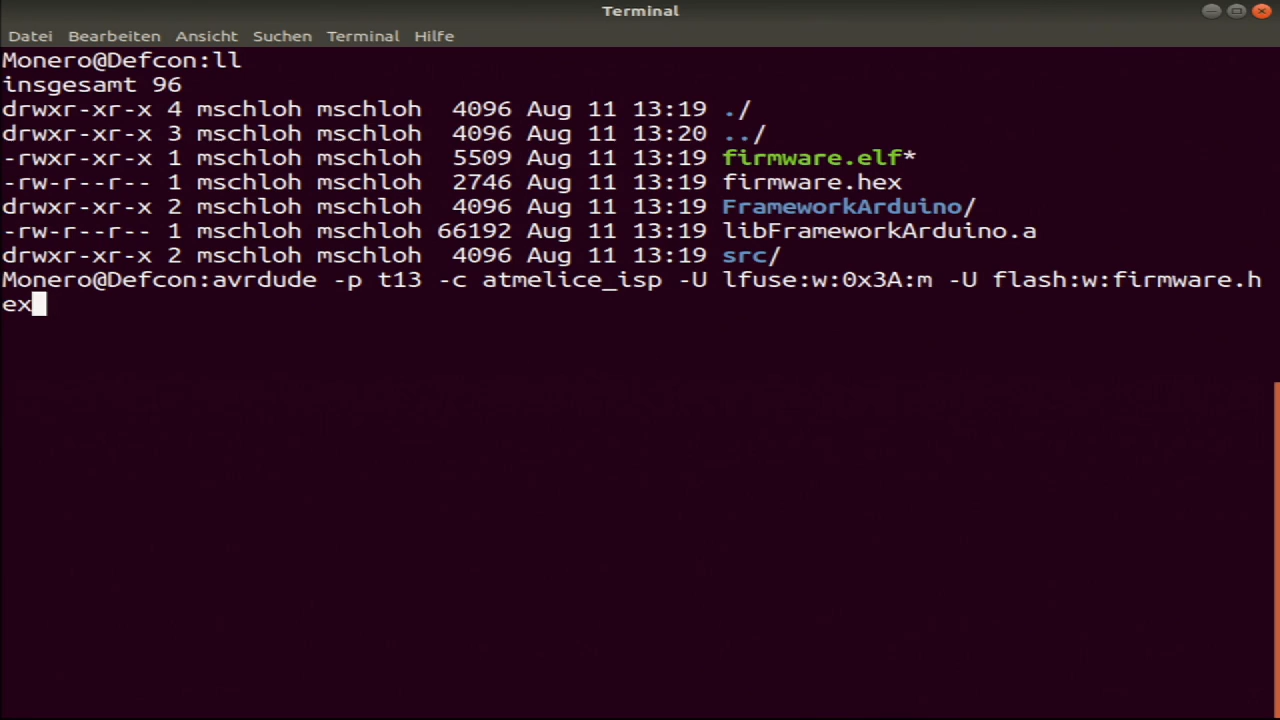 Terminal
Datei Bearbeiten Ansicht Suchen Terminal Hilfe
Monero@Defcon:ll
insgesamt 96
drwxr-xr-x 4 mschloh mschloh  4096 Aug 11 13:19 ./
drwxr-xr-x 3 mschloh mschloh  4096 Aug 11 13:20 ../
-rwxr-xr-x 1 mschloh mschloh  5509 Aug 11 13:19 firmware.elf*
-rw-r--r-- 1 mschloh mschloh  2746 Aug 11 13:19 firmware.hex
drwxr-xr-x 2 mschloh mschloh  4096 Aug 11 13:19 FrameworkArduino/
-rw-r--r-- 1 mschloh mschloh 66192 Aug 11 13:19 libFrameworkArduino.a
drwxr-xr-x 2 mschloh mschloh  4096 Aug 11 13:19 src/
Monero@Defcon:avrdude -p t13 -c atmelice_isp -U lfuse:w:0x3A:m -U flash:w:firmware.h
ex